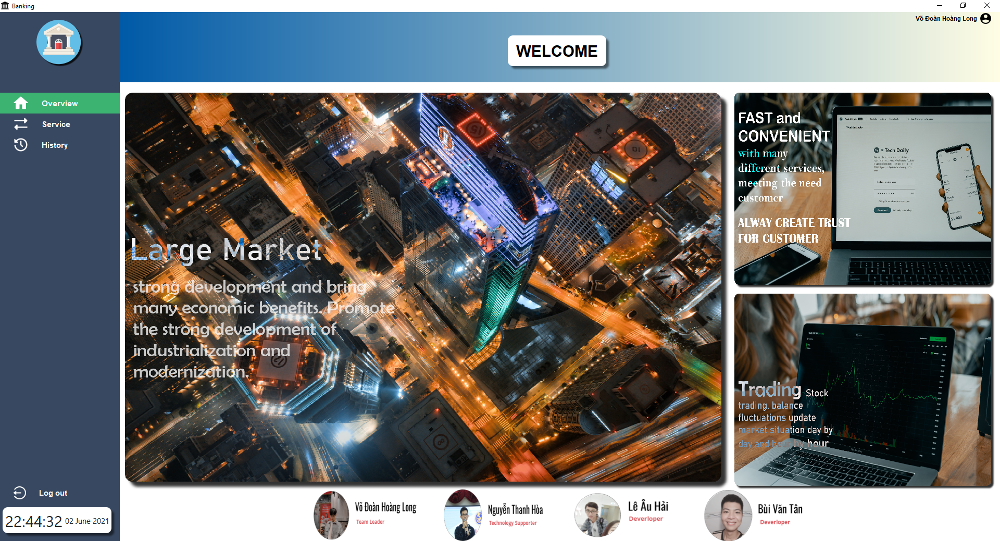 Banking
Võ Đoàn Hoàng Long
WELCOME
Overview
Service
History
Large Market
strong development and bring
many economic benefits. Promote
the strong development of
industrialization and
modernization.
FAST and
CONVENIENT
with many
different services,
meeting the need
customer
ALWAY CREATE TRUST
FOR CUSTOMER
× Tech Daily
Trading Stock
trading, balance
fluctuations update
market situation day by
day and hour by hour
Log out
22:44:32 02 June 2021
Võ Đoàn Hoàng Long
Team Leader
Nguyễn Thanh Hòa
Technology Supporter
Lê Âu Hải
Deverloper
Bùi Văn Tân
Deverloper